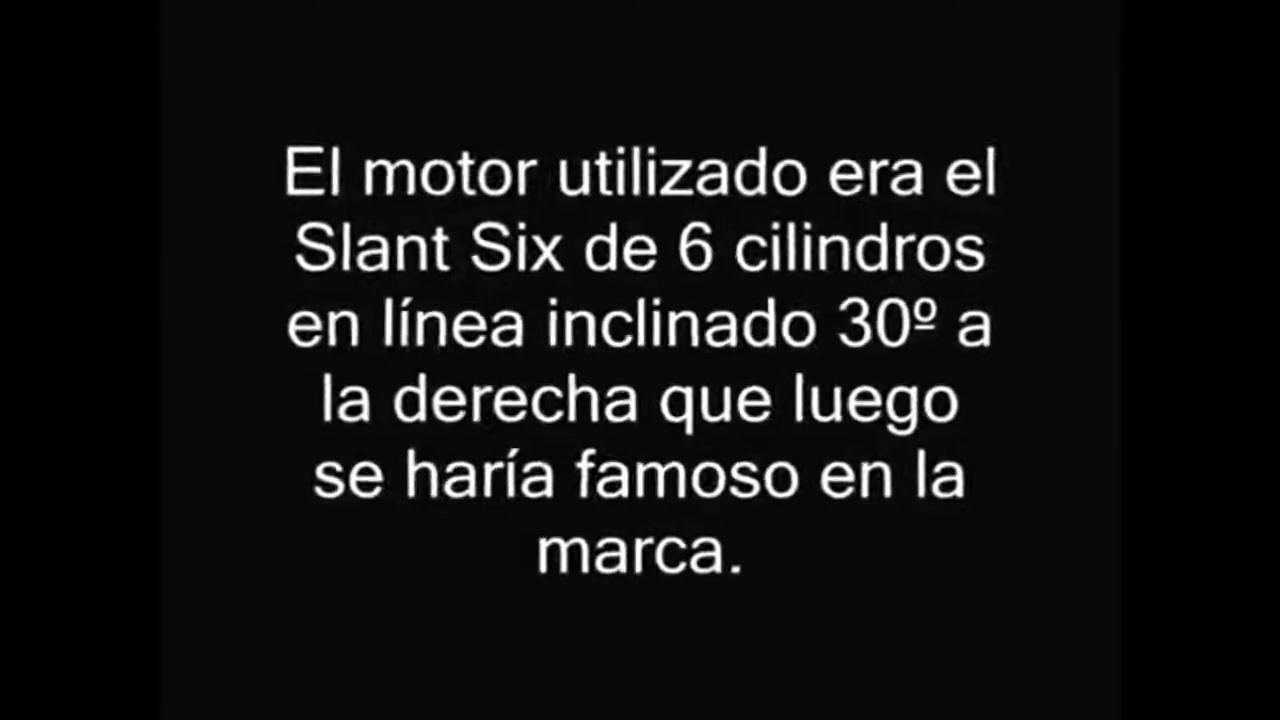 El motor utilizado era el
Slant Six de 6 cilindros
en línea inclinado 30º a
la derecha que luego
se haría famoso en la
marca.